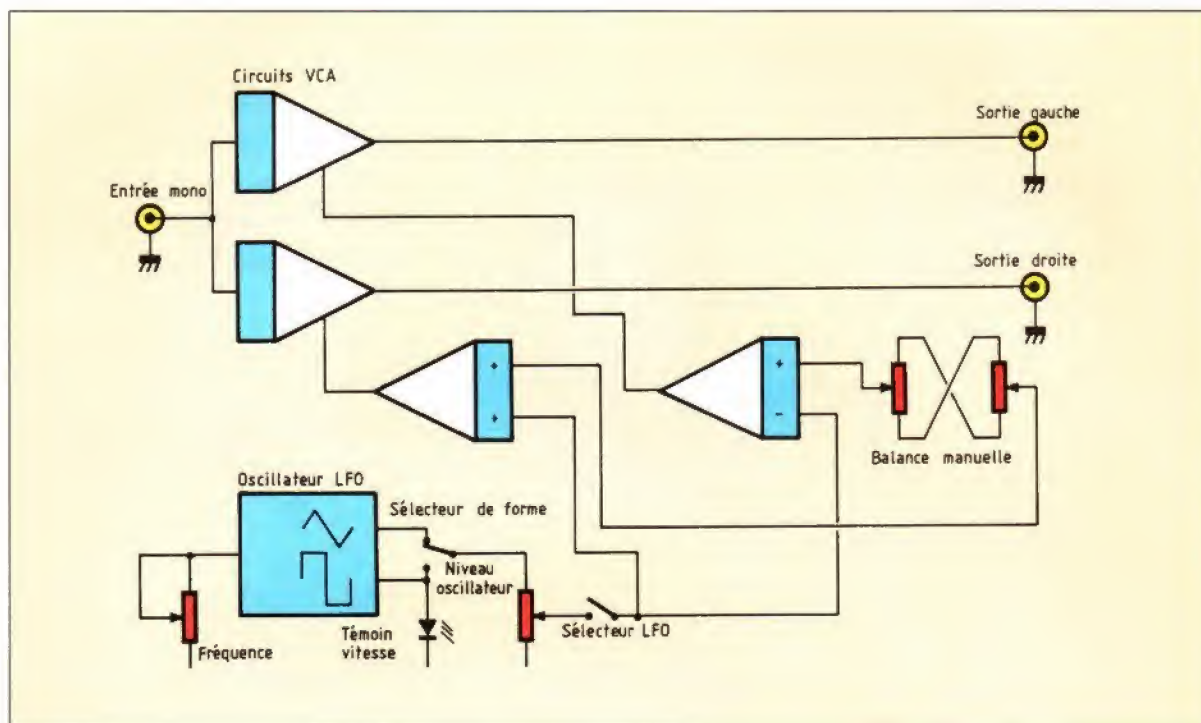 Circuits VCA
Sortie gauche
Entrée mono
Sortie droite
+
+
+
-
Balance manuelle
Oscillateur LFO
Sélecteur de forme
Niveau
oscillateur
Témoin
vitesse
Sélecteur LFO
Fréquence